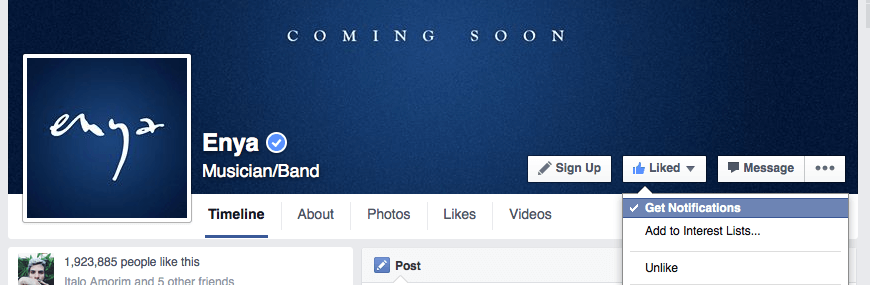 COMING SOON
enya
Enya
Musician/Band
Sign Up
Liked
Message
Timeline
About
Photos
Likes
Videos
Get Notifications
Add to Interest Lists...
Unlike
1,923,885 people like this
Italo Amorim and 5 other friends
Post